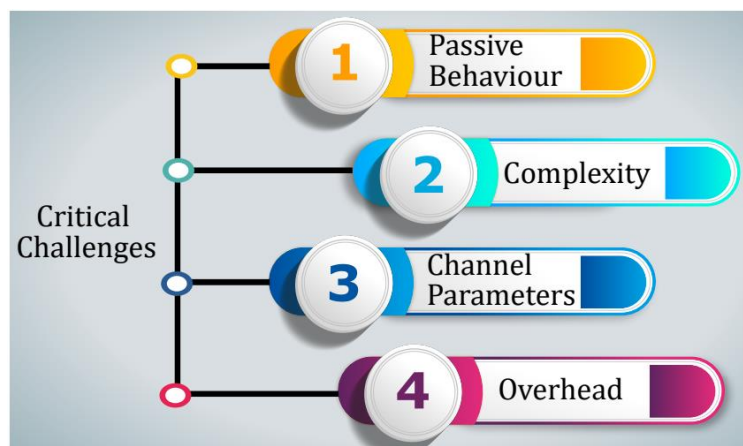 Critical
Challenges
1
Passive
Behaviour
2
Complexity
3
Channel
Parameters
4
Overhead